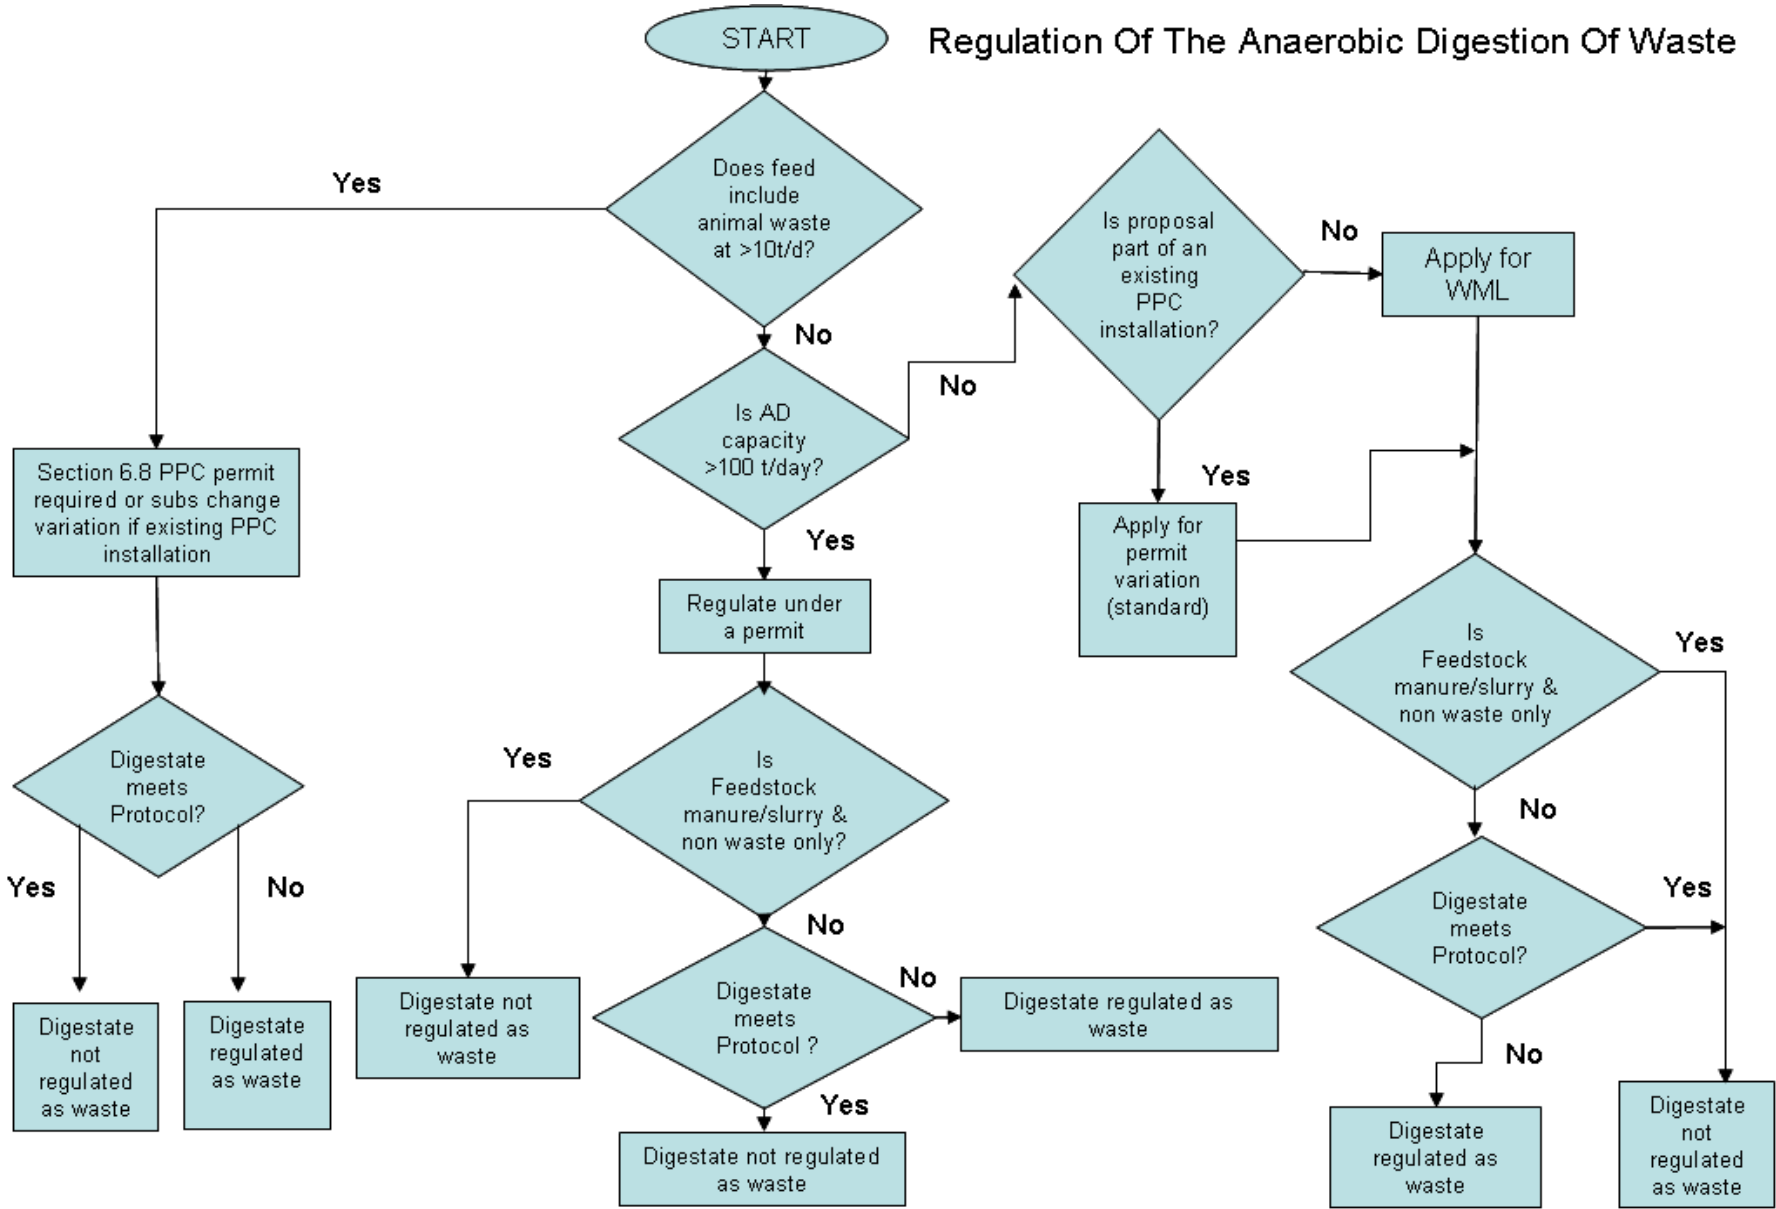 START
Regulation Of The Anaerobic Digestion Of Waste
Does feed
include
animal waste
at >10t/d?
Yes
No
Is AD
capacity
>100 t/day?
No
Yes
Is proposal
part of an
existing
PPC
installation?
No
Apply for
WML
Yes
Apply for
permit
variation
(standard)
Section 6.8 PPC permit
required or subs change
variation if existing PPC
installation
Digestate
meets
Protocol?
Yes
No
Digestate
not
regulated
as waste
Digestate
regulated
as waste
Regulate under
a permit
Is
Feedstock
manure/slurry &
non waste only?
Yes
No
Digestate not
regulated as
waste
Digestate
meets
Protocol ?
No
Digestate regulated as
waste
Yes
Digestate not regulated
as waste
Is
Feedstock
manure/slurry &
non waste only
Yes
No
Digestate
meets
Protocol?
Yes
No
Digestate
regulated as
waste
Digestate
not
regulated
as waste